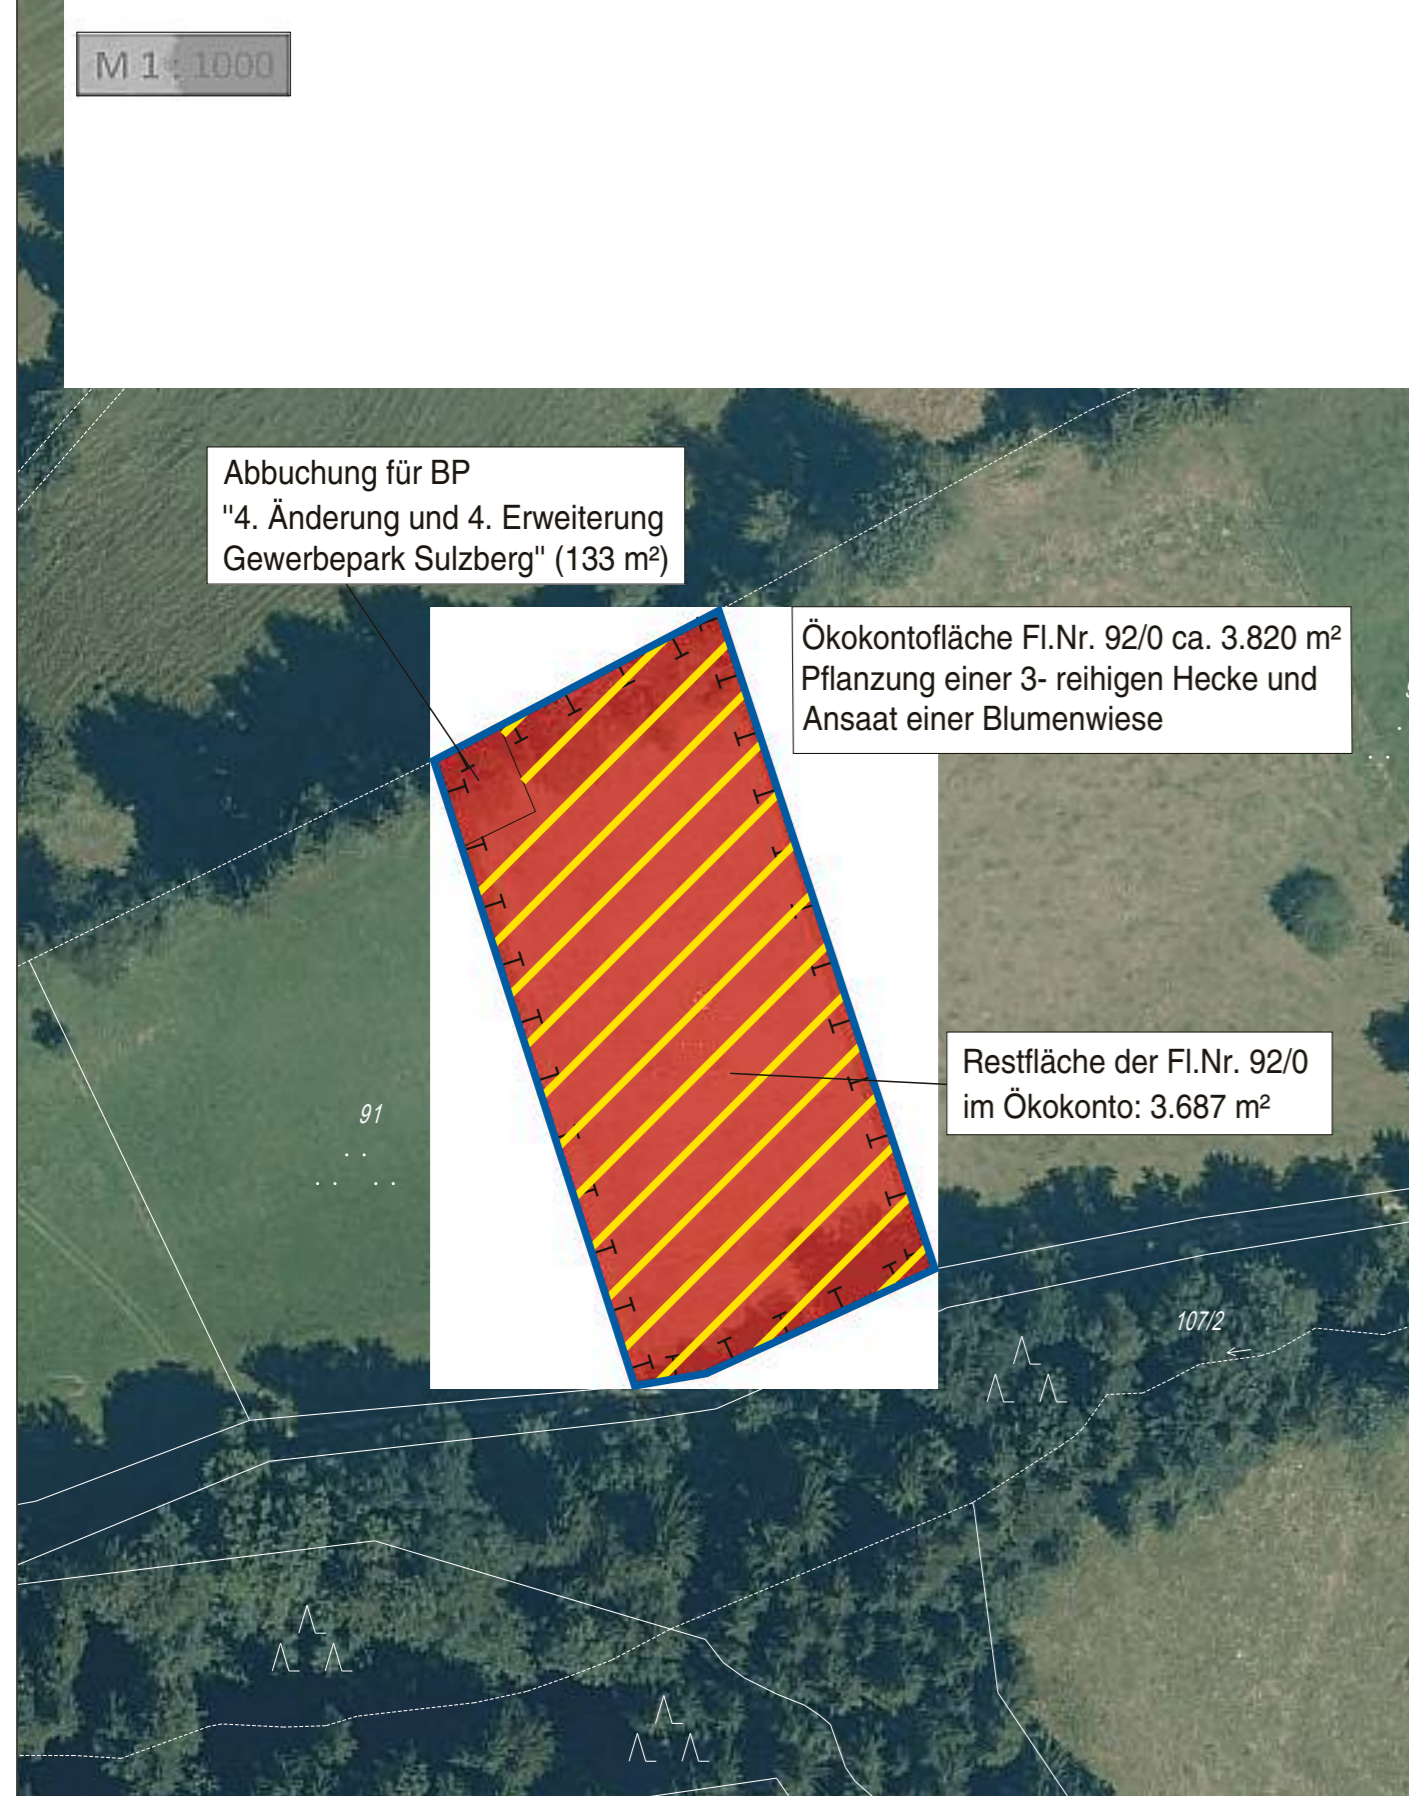 M 1 : 1000
Abbuchung für BP
"4. Änderung und 4. Erweiterung
Gewerbepark Sulzberg" (133 m²)
Ökokontofläche Fl.Nr. 92/0 ca. 3.820 m²
Pflanzung einer 3- reihigen Hecke und
Ansaat einer Blumenwiese
Restfläche der Fl.Nr. 92/0
im Ökokonto: 3.687 m²
91
107/2